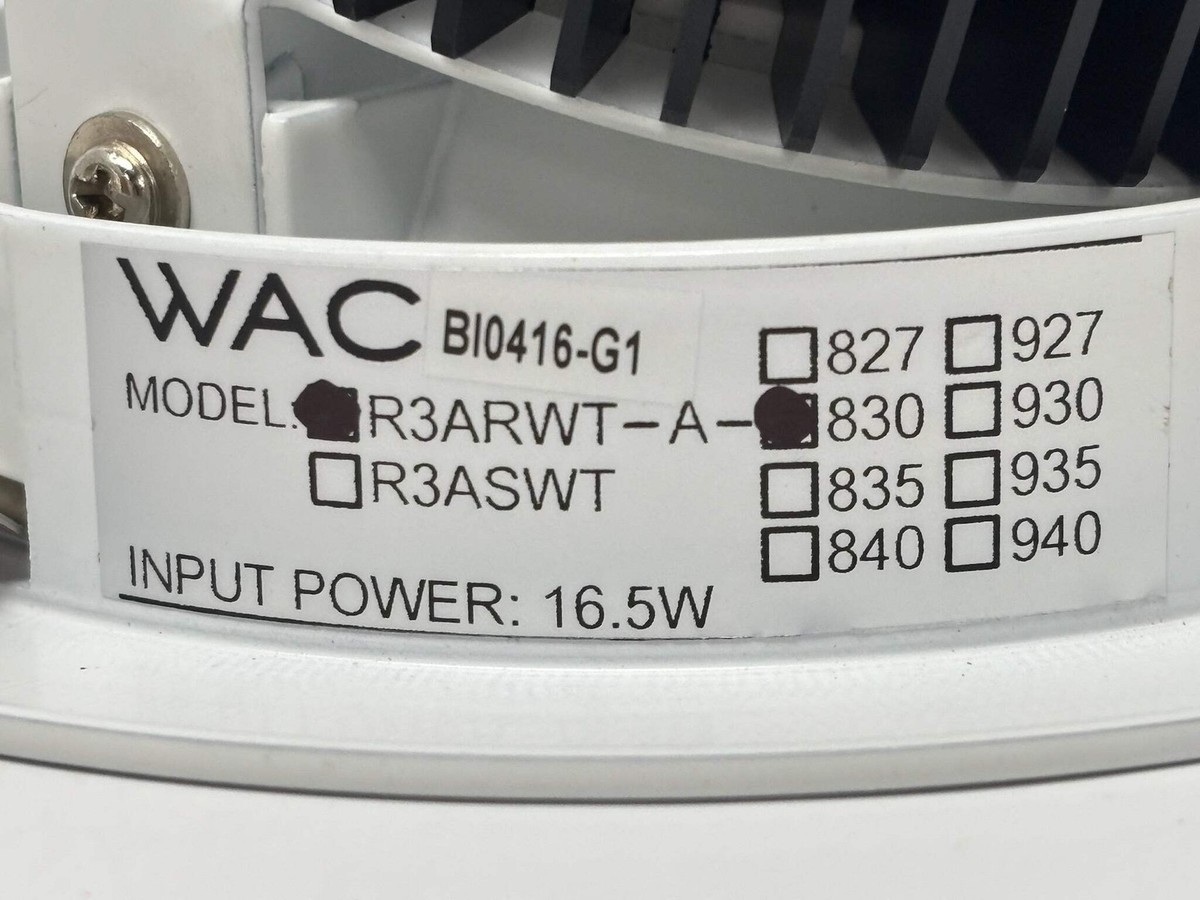 WAC BI0416-G1
☐827 ☐927
MODEL: ■R3ARWT-A-■830 ☐930
☐R3ASWT ☐835 ☐935
☐840 ☐940
INPUT POWER: 16.5W